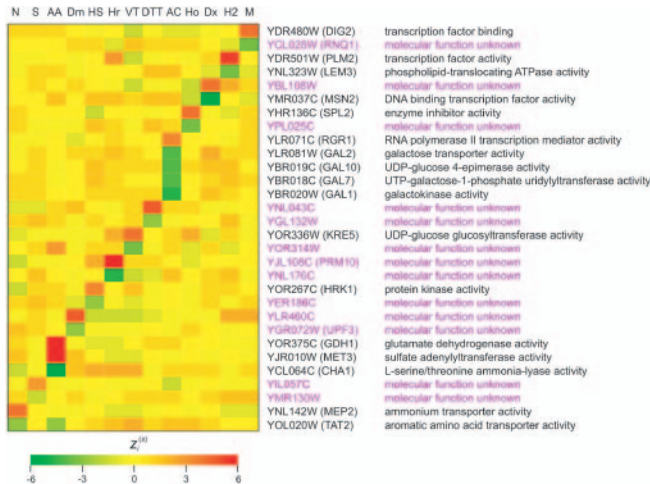 N S AA Dm HS Hr VT DTT AC Ho Dx H2 M
YDR480W (DIG2) transcription factor binding
YCL028W (RNQ1) molecular function unknown
YDR501W (PLM2) transcription factor activity
YNL323W (LEM3) phospholipid-translocating ATPase activity
YBL108W molecular function unknown
YMR037C (MSN2) DNA binding transcription factor activity
YHR136C (SPL2) enzyme inhibitor activity
YPL025C molecular function unknown
YLR071C (RGR1) RNA polymerase II transcription mediator activity
YLR081W (GAL2) galactose transporter activity
YBR019C (GAL10) UDP-glucose 4-epimerase activity
YBR018C (GAL7) UTP-galactose-1-phosphate uridylyltransferase activity
YBR020W (GAL1) galactokinase activity
YNL043C molecular function unknown
YGL132W molecular function unknown
YOR336W (KRE5) UDP-glucose glucosyltransferase activity
YOR314W molecular function unknown
YJL108C (PRM10) molecular function unknown
YNL176C molecular function unknown
YOR267C (HRK1) protein kinase activity
YER186C molecular function unknown
YLR460C molecular function unknown
YGR072W (UPF3) molecular function unknown
YOR375C (GDH1) glutamate dehydrogenase activity
YJR010W (MET3) sulfate adenylyltransferase activity
YCL064C (CHA1) L-serine/threonine ammonia-lyase activity
YIL057C molecular function unknown
YMR130W molecular function unknown
YNL142W (MEP2) ammonium transporter activity
YOL020W (TAT2) aromatic amino acid transporter activity
z_i^(s)
-6 -3 0 3 6